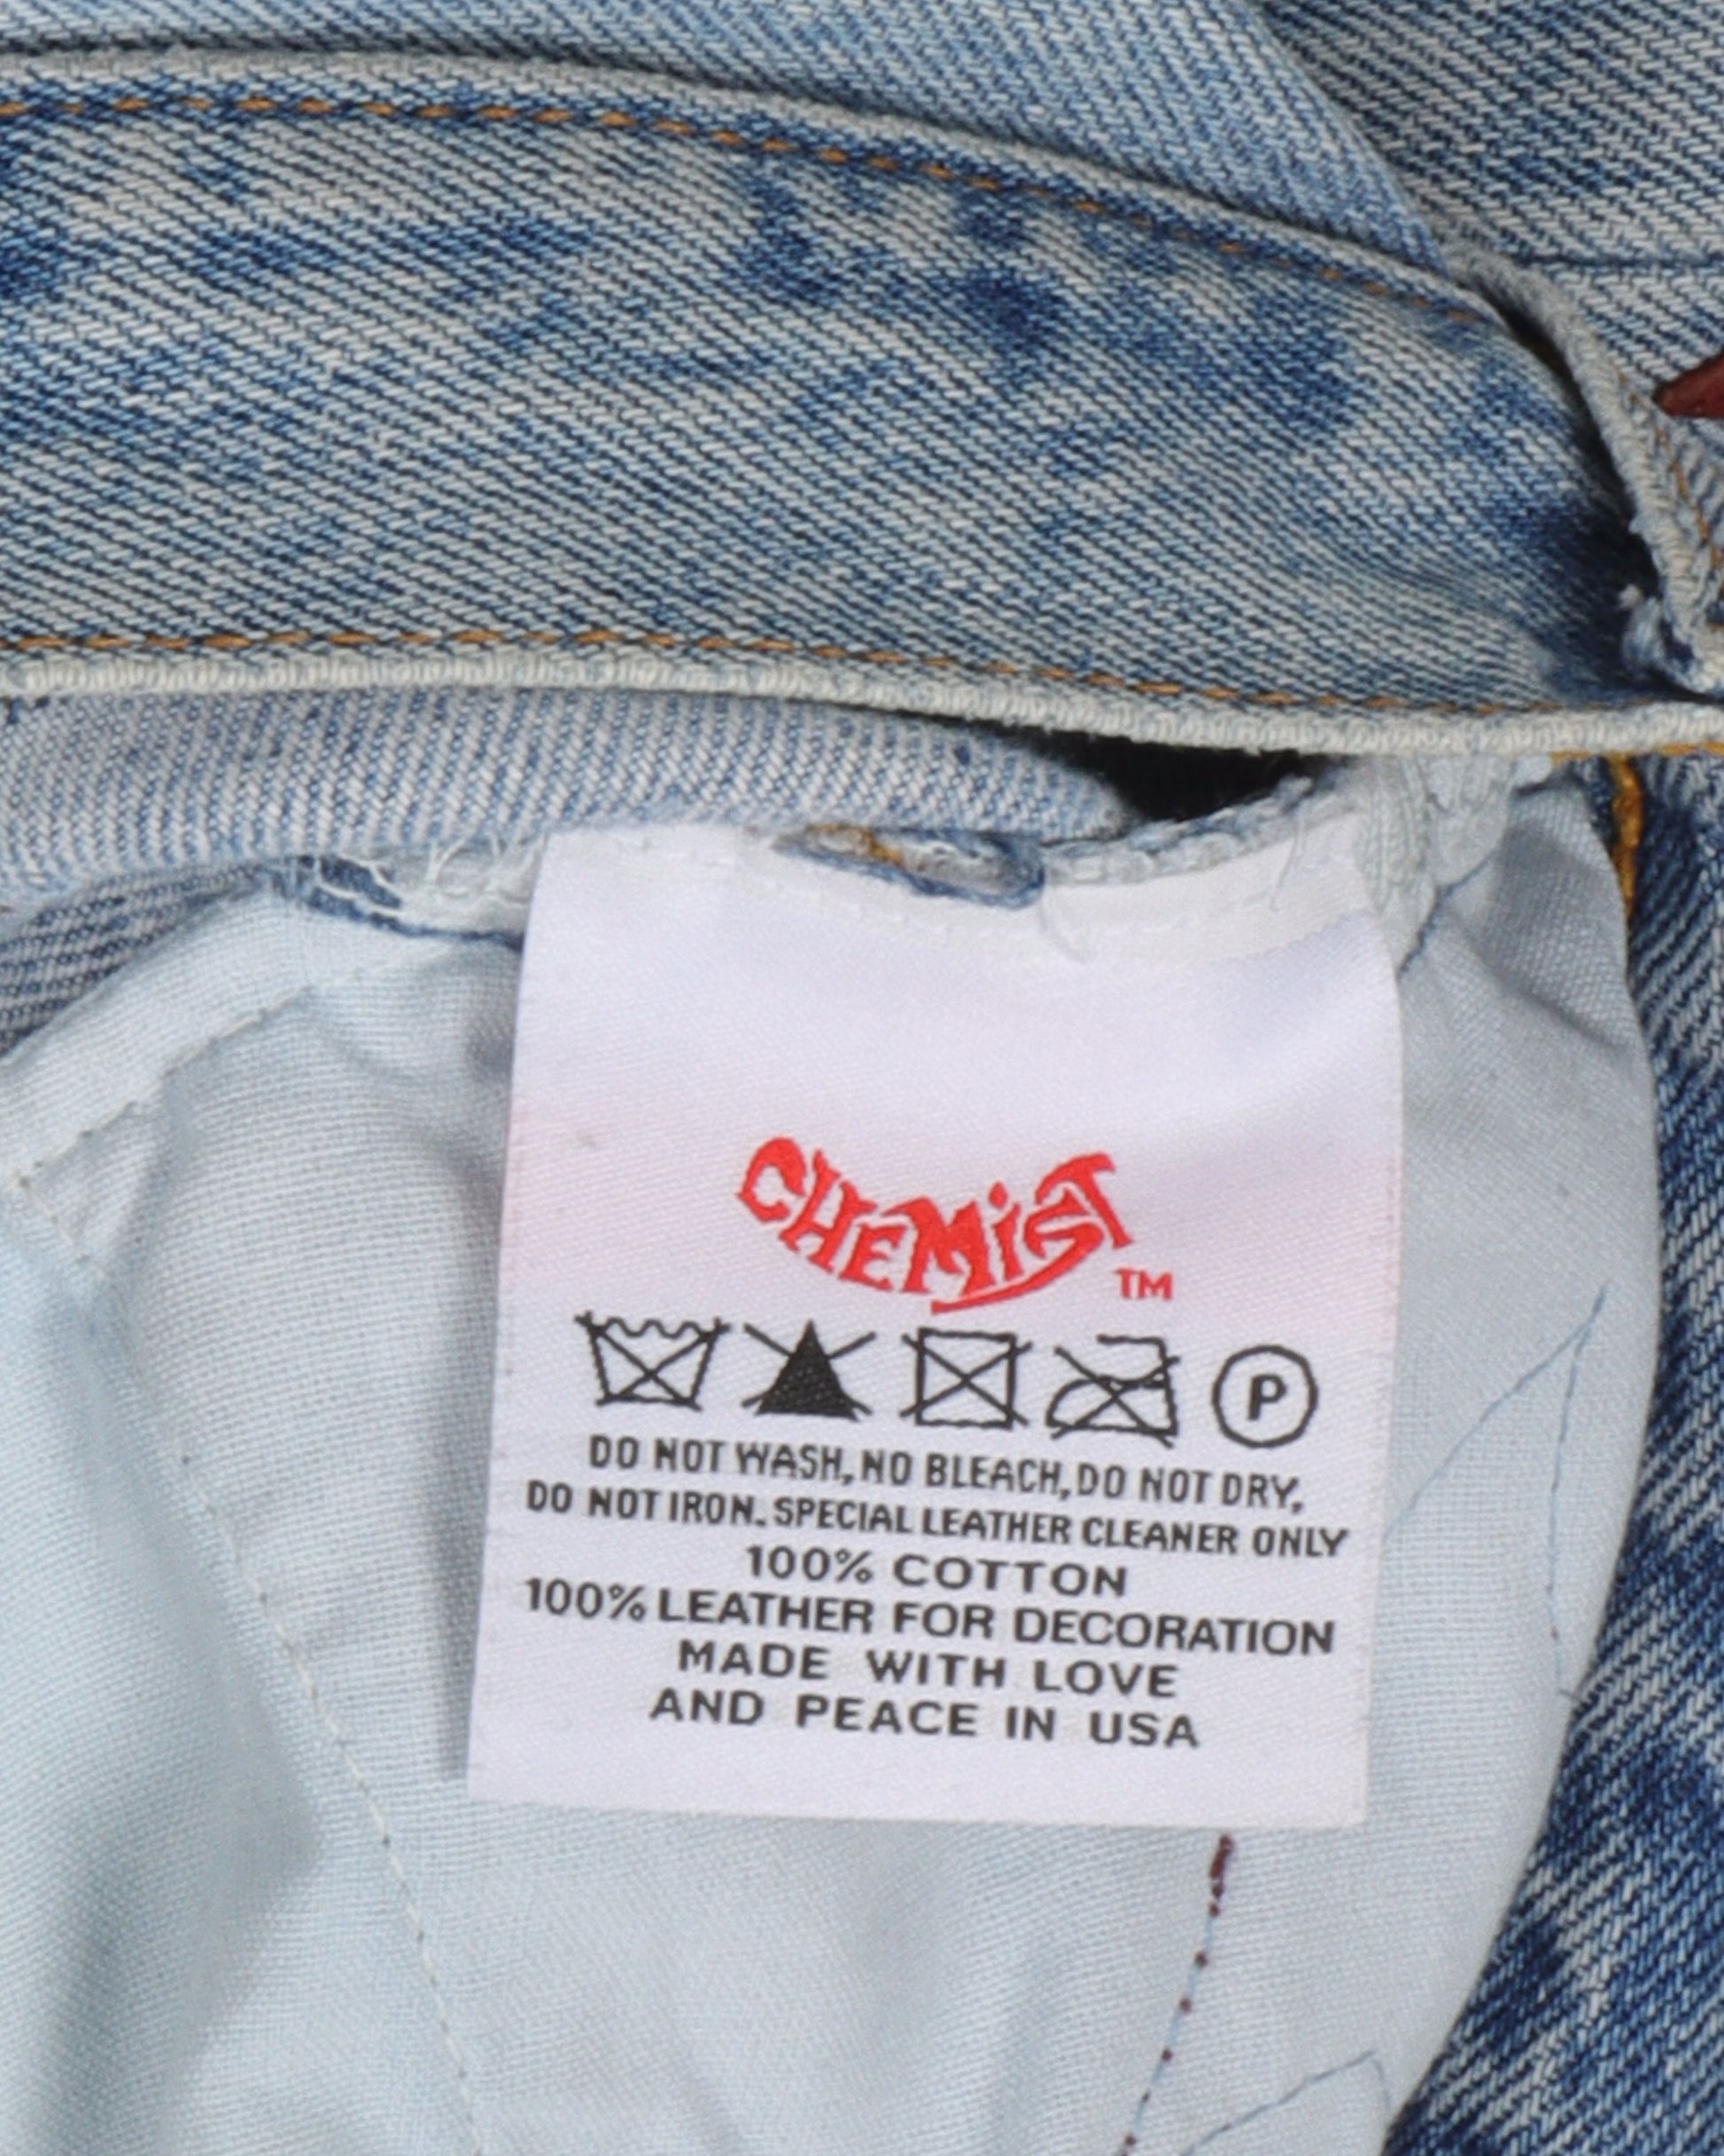 CHEMIST TM
P
DO NOT WASH, NO BLEACH, DO NOT DRY,
DO NOT IRON. SPECIAL LEATHER CLEANER ONLY
100% COTTON
100% LEATHER FOR DECORATION
MADE WITH LOVE
AND PEACE IN USA